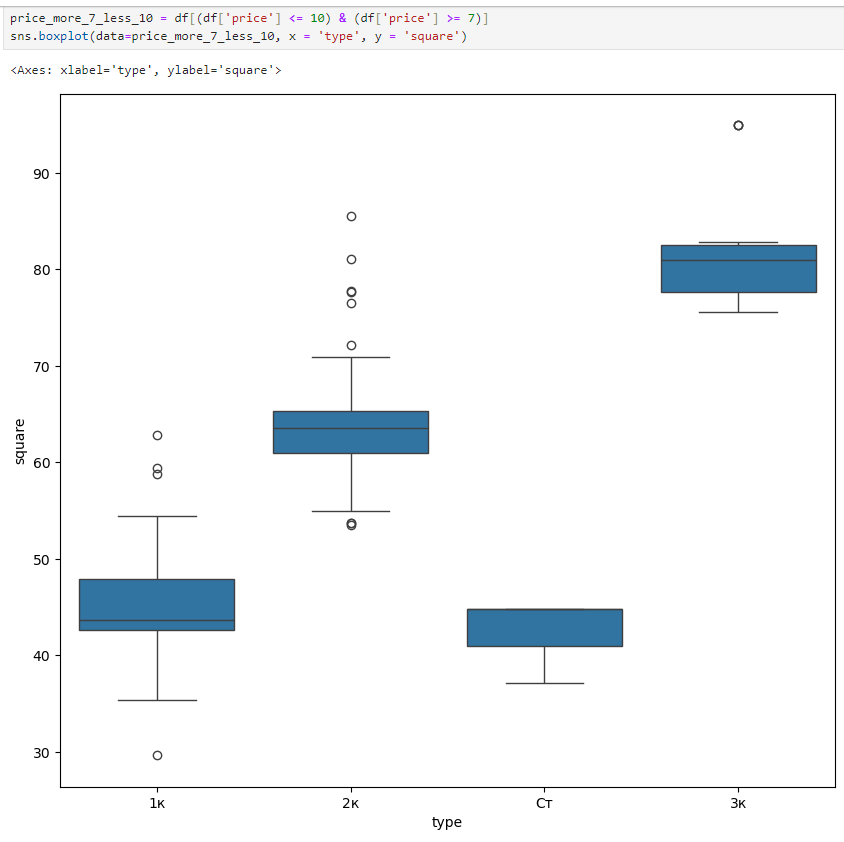 price_more_7_less_10 = df[(df['price'] <= 10) & (df['price'] >= 7)]
sns.boxplot(data=price_more_7_less_10, x = 'type', y = 'square')
<Axes: xlabel='type', ylabel='square'>
90
80
70
60
50
40
30
square
1к
2к
Ст
3к
type